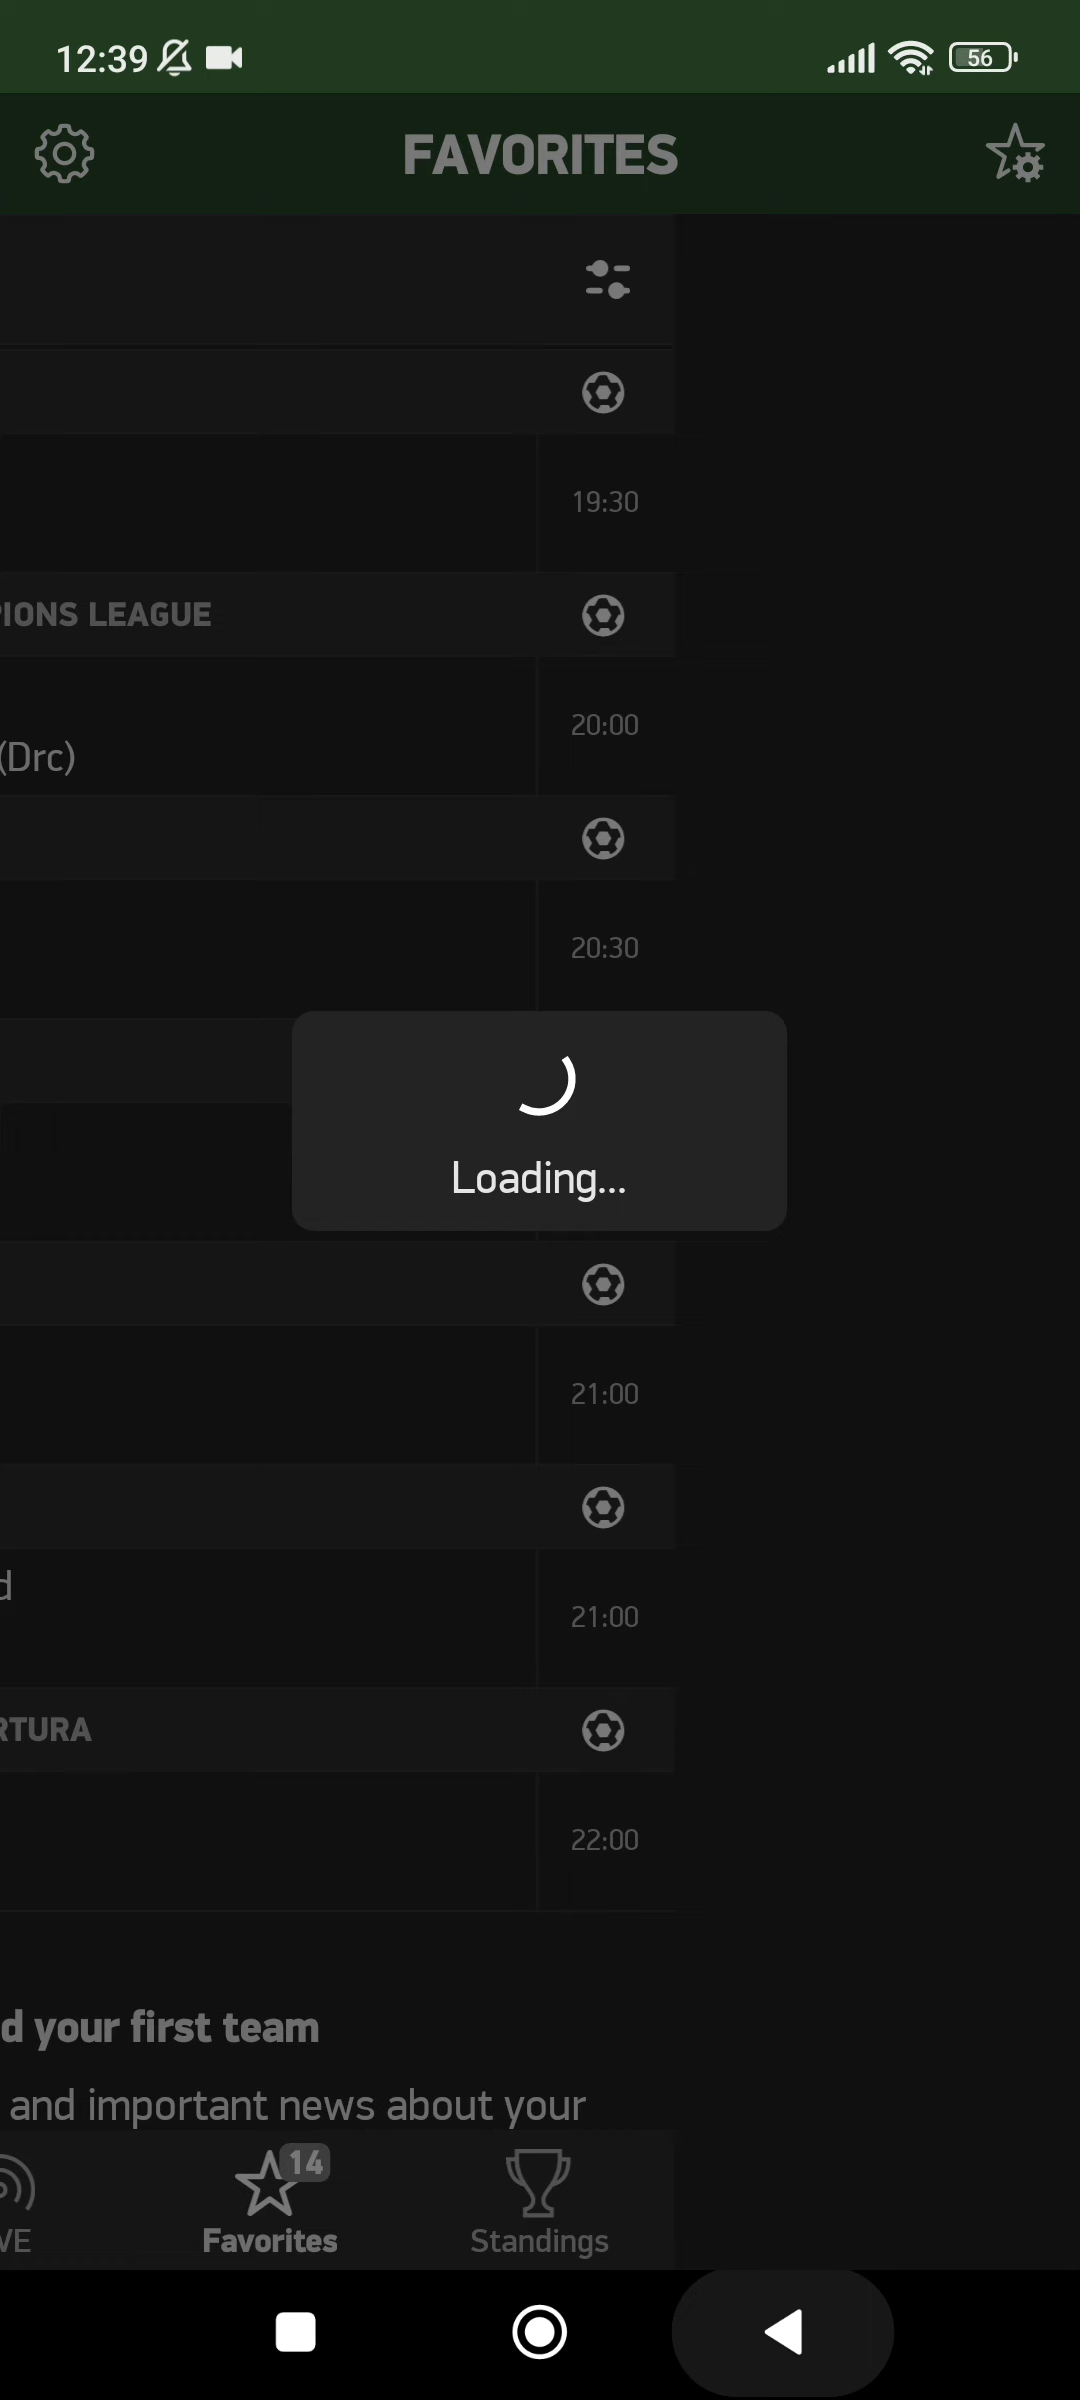 12:39
56
FAVORITES
19:30
PIONS LEAGUE
20:00
(Drc)
20:30
Loading...
21:00
d
21:00
RTURA
22:00
d your first team
and important news about your
14
VE
Favorites
Standings